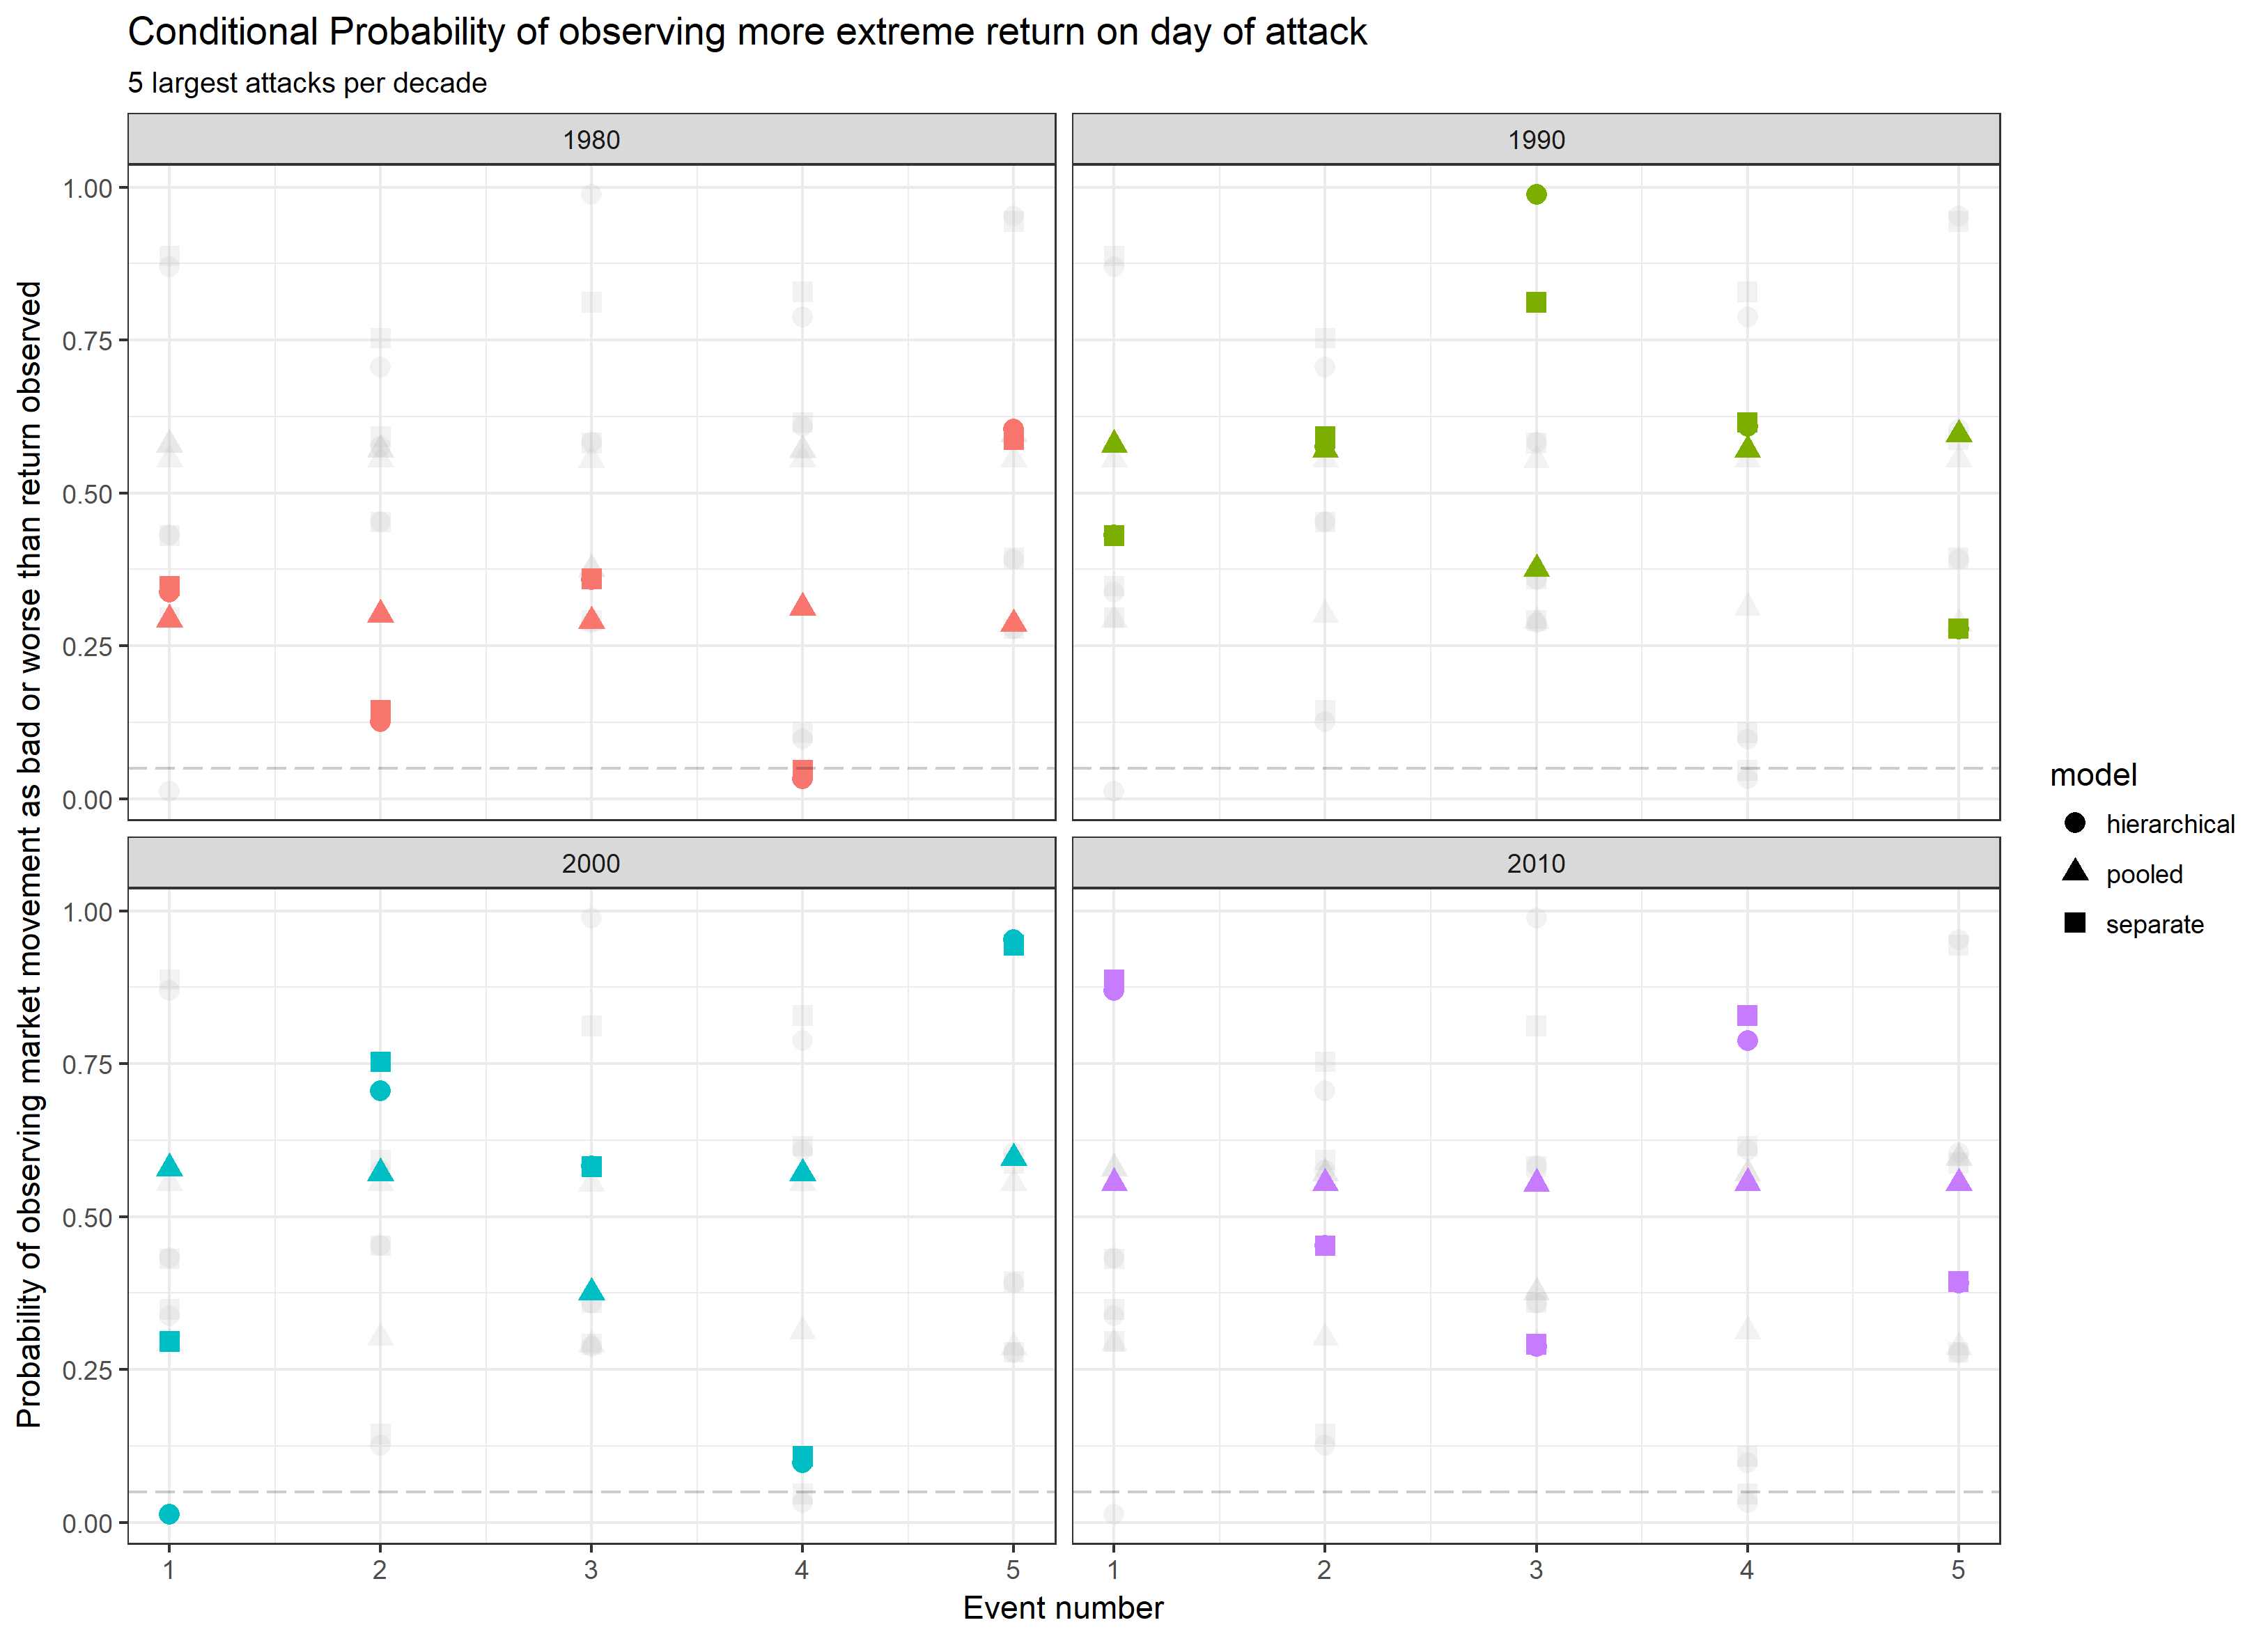 Conditional Probability of observing more extreme return on day of attack
5 largest attacks per decade
Probability of observing market movement as bad or worse than return observed
1980
1990
1.00
0.75
0.50
0.25
0.00
2000
2010
1.00
0.75
0.50
0.25
0.00
1 2 3 4 5 1 2 3 4 5
Event number
model
hierarchical
pooled
separate